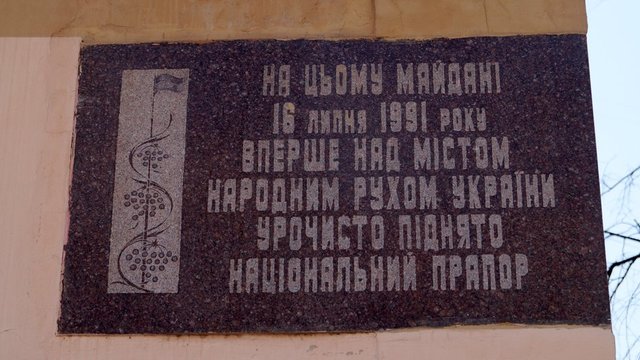 НА ЦЬОМУ МАЙДАНІ
16 ЛИПНЯ 1991 РОКУ
ВПЕРШЕ НАД МІСТОМ
НАРОДНИМ РУХОМ УКРАЇНИ
УРОЧИСТО ПІДНЯТО
НАЦІОНАЛЬНИЙ ПРАПОР